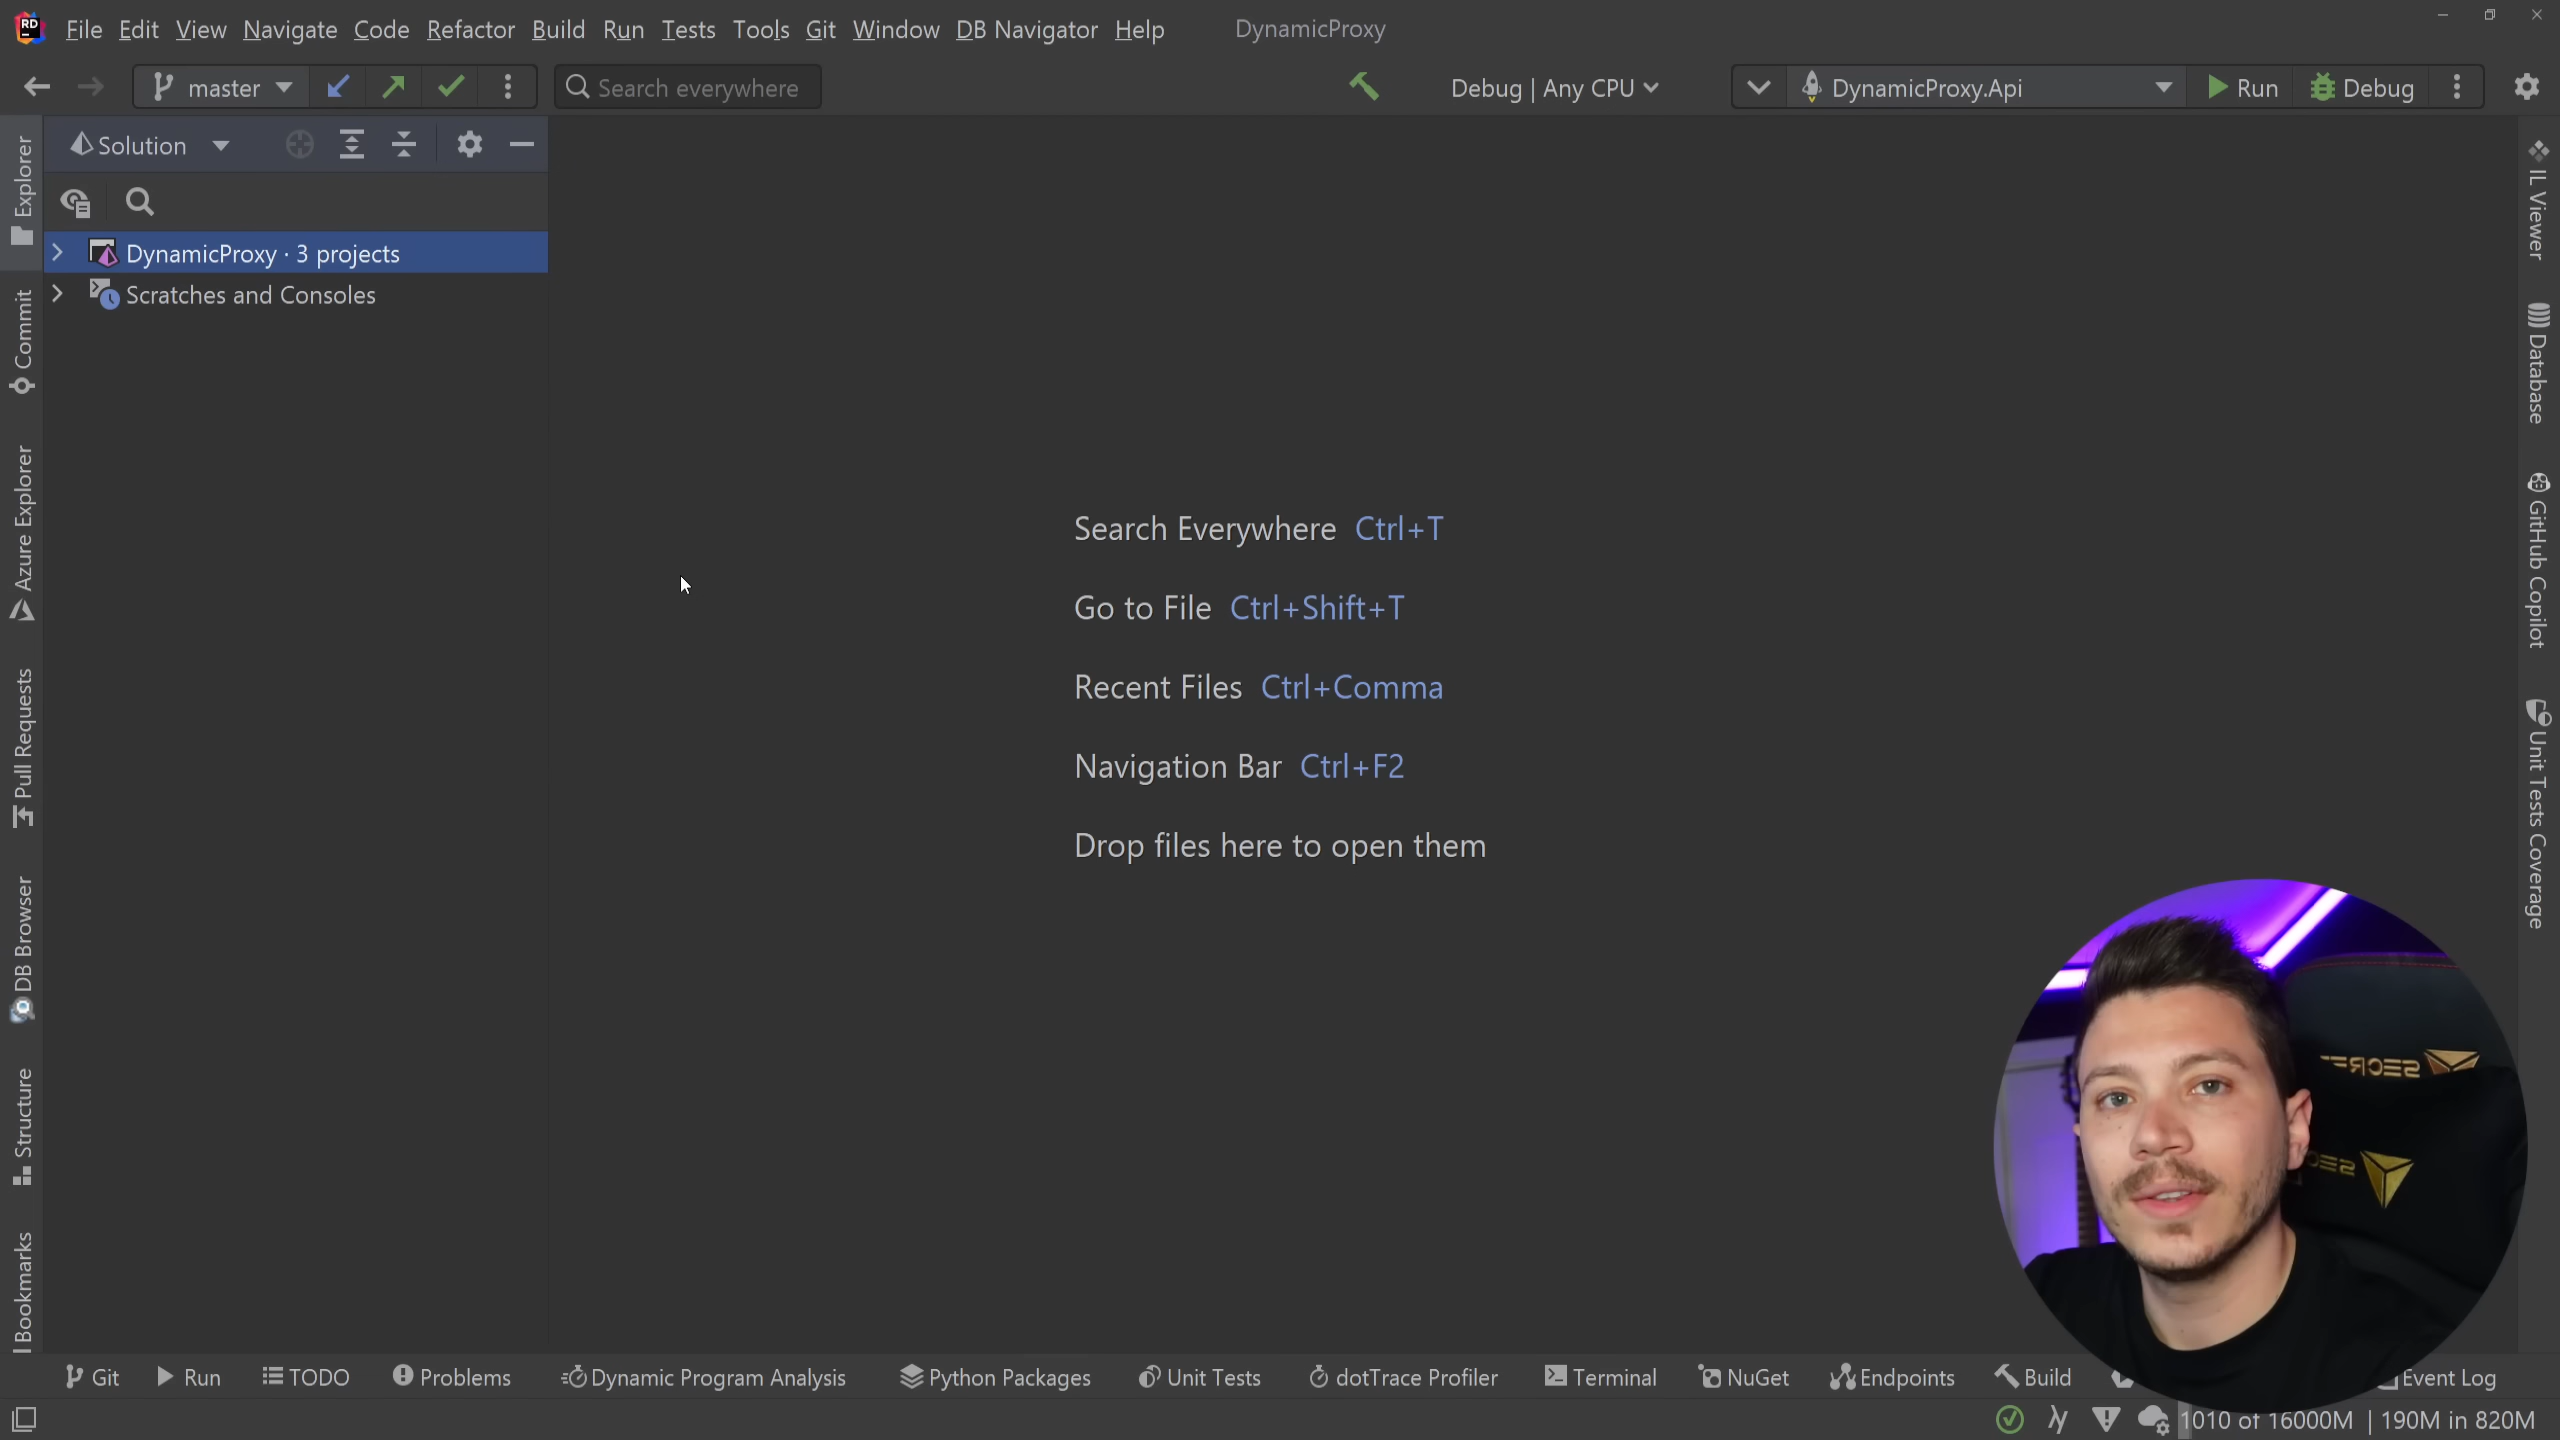 RD
File Edit View Navigate Code Refactor Build Run Tests Tools Git Window DB Navigator Help DynamicProxy
master Search everywhere Debug | Any CPU DynamicProxy.Api Run Debug
Solution
DynamicProxy · 3 projects
Scratches and Consoles
Explorer
Commit
Azure Explorer
Pull Requests
DB Browser
Structure
Bookmarks
Search Everywhere Ctrl+T
Go to File Ctrl+Shift+T
Recent Files Ctrl+Comma
Navigation Bar Ctrl+F2
Drop files here to open them
IL Viewer
Database
GitHub Copilot
Unit Tests Coverage
Git Run TODO Problems Dynamic Program Analysis Python Packages Unit Tests dotTrace Profiler Terminal NuGet Endpoints Build Event Log
1010 of 16000M | 190M in 820M